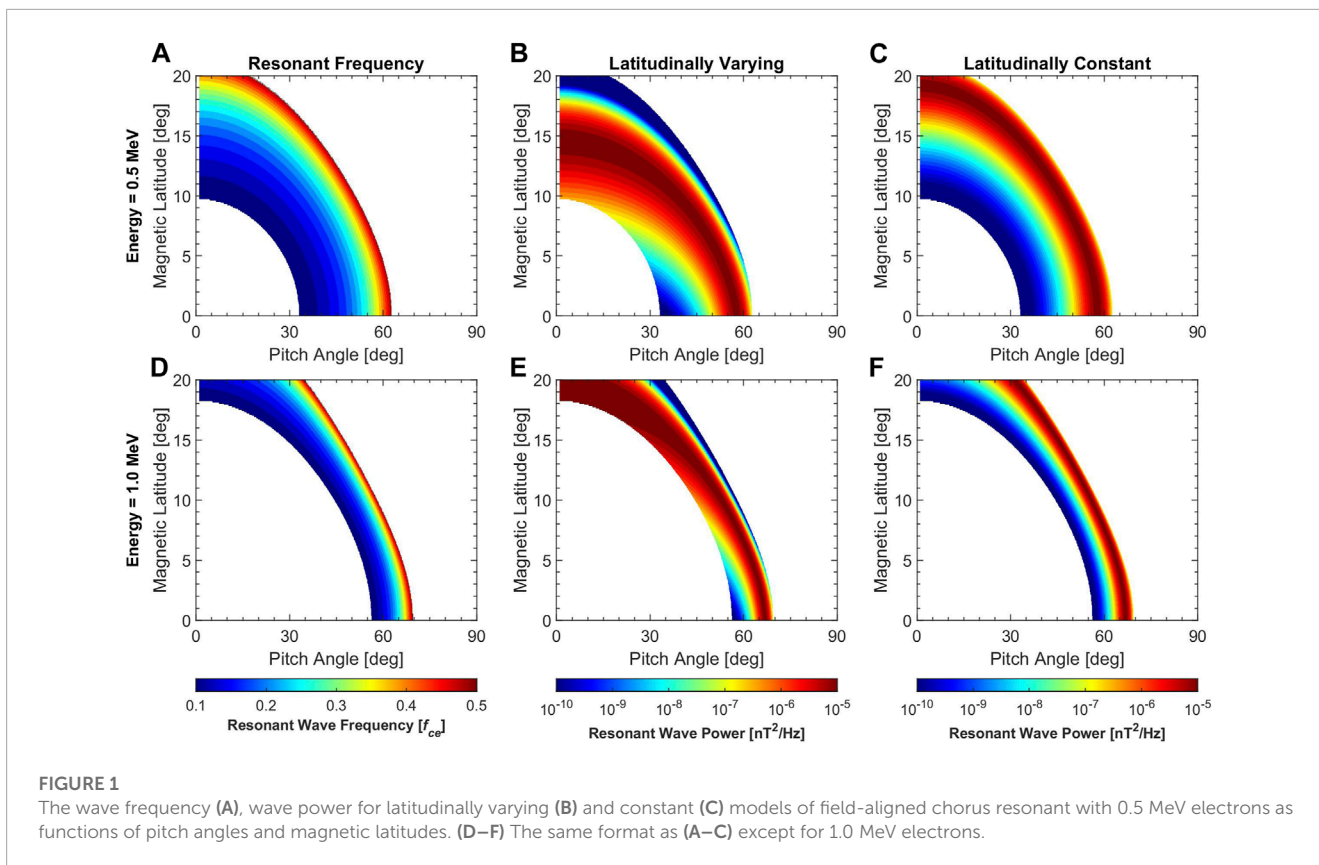 A
B
C
Resonant Frequency
Latitudinally Varying
Latitudinally Constant
Energy = 0.5 MeV
Magnetic Latitude [deg]
20
15
10
5
0
0 30 60 90
Pitch Angle [deg]
Magnetic Latitude [deg]
20
15
10
5
0
0 30 60 90
Pitch Angle [deg]
Magnetic Latitude [deg]
20
15
10
5
0
0 30 60 90
Pitch Angle [deg]
D
E
F
Energy = 1.0 MeV
Magnetic Latitude [deg]
20
15
10
5
0
0 30 60 90
Pitch Angle [deg]
Magnetic Latitude [deg]
20
15
10
5
0
0 30 60 90
Pitch Angle [deg]
Magnetic Latitude [deg]
20
15
10
5
0
0 30 60 90
Pitch Angle [deg]
0.1 0.2 0.3 0.4 0.5
Resonant Wave Frequency [f_ce]
10^-10 10^-9 10^-8 10^-7 10^-6 10^-5
Resonant Wave Power [nT^2/Hz]
10^-10 10^-9 10^-8 10^-7 10^-6 10^-5
Resonant Wave Power [nT^2/Hz]
FIGURE 1
The wave frequency (A), wave power for latitudinally varying (B) and constant (C) models of field-aligned chorus resonant with 0.5 MeV electrons as
functions of pitch angles and magnetic latitudes. (D–F) The same format as (A–C) except for 1.0 MeV electrons.